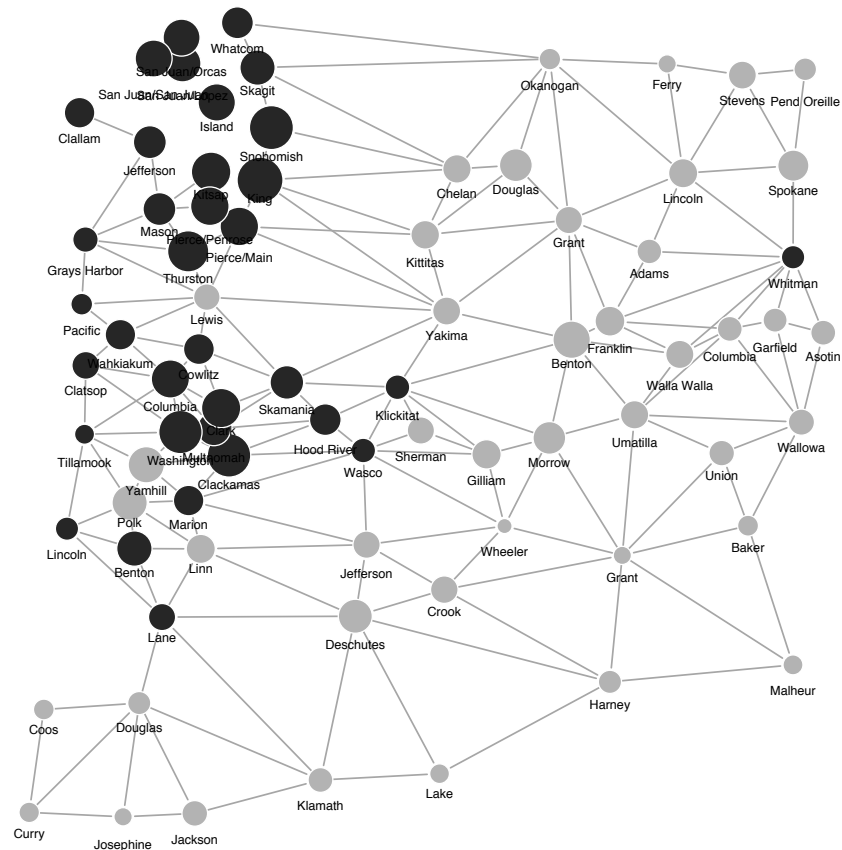 Whatcom
San Juan/Orcas
Skagit
Okanogan
Ferry
Stevens
Pend Oreille
San Juan/San Juan
San Juan/Lopez
Island
Clallam
Snohomish
Jefferson
Kitsap
King
Chelan
Douglas
Lincoln
Spokane
Mason
Pierce/Penrose
Pierce/Main
Kittitas
Grant
Adams
Grays Harbor
Thurston
Whitman
Lewis
Pacific
Yakima
Franklin
Columbia
Garfield
Asotin
Wahkiakum
Cowlitz
Benton
Walla Walla
Clatsop
Columbia
Skamania
Klickitat
Clark
Umatilla
Wallowa
Hood River
Tillamook
Washington
Multnomah
Clackamas
Wasco
Sherman
Gilliam
Morrow
Union
Yamhill
Polk
Marion
Wheeler
Baker
Lincoln
Benton
Linn
Jefferson
Grant
Crook
Lane
Deschutes
Harney
Malheur
Coos
Douglas
Klamath
Lake
Curry
Josephine
Jackson